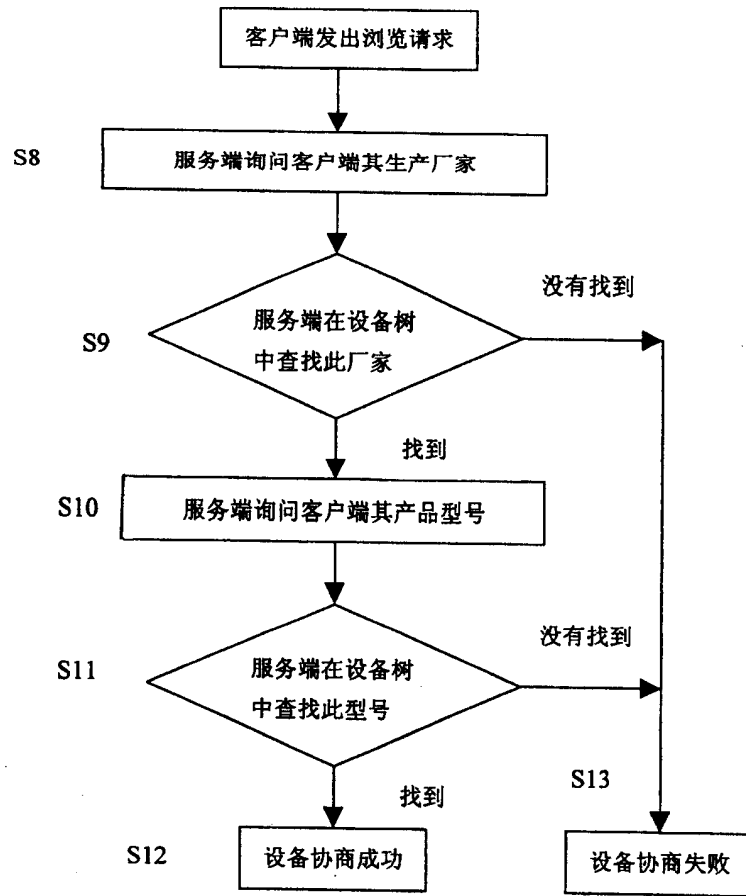 客户端发出浏览请求
S8
服务端询问客户端其生产厂家
没有找到
S9
服务端在设备树
中查找此厂家
找到
S10
服务端询问客户端其产品型号
没有找到
S11
服务端在设备树
中查找此型号
S13
找到
S12
设备协商成功
设备协商失败